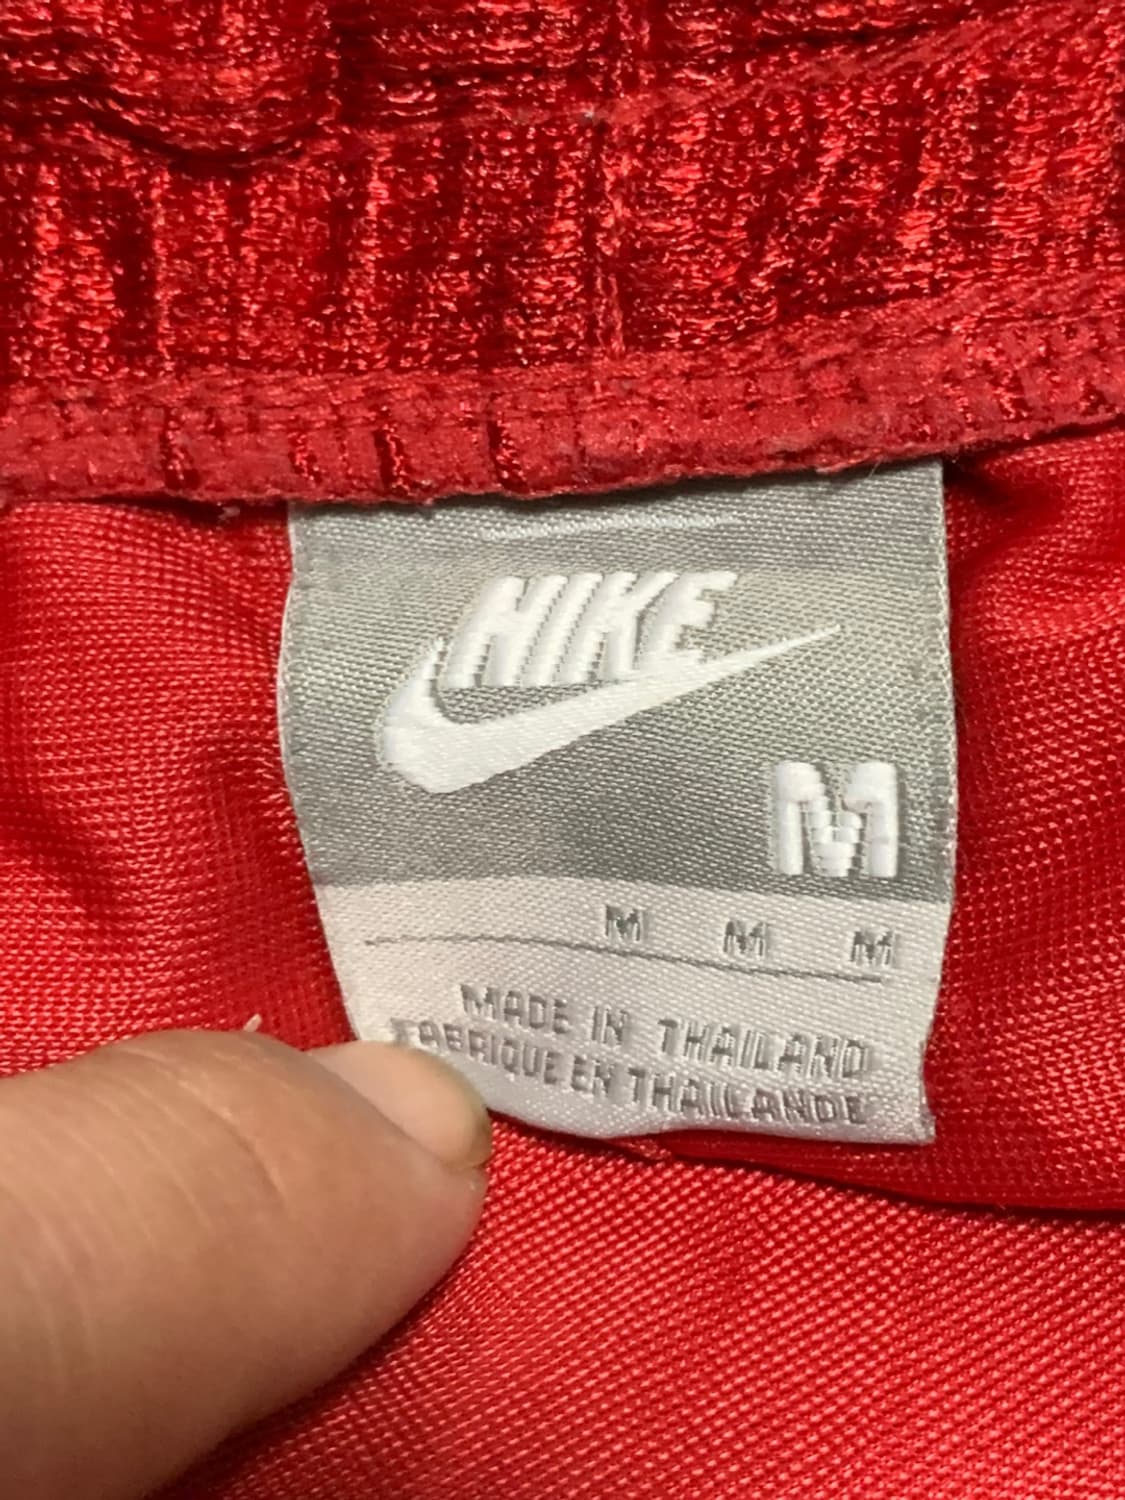 NIKE
M
M M M
MADE IN THAILAND
FABRIQUE EN THAILANDE